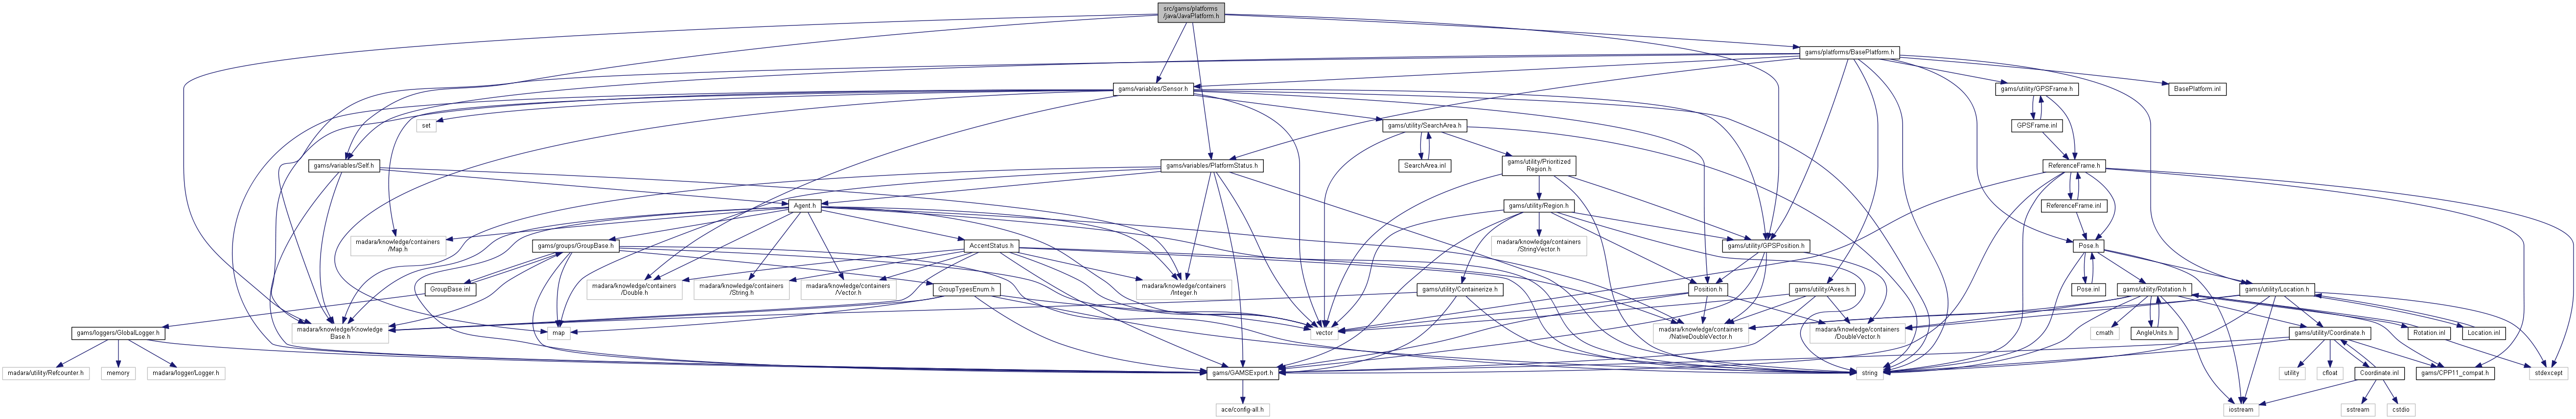 src/gams/platforms
/java/JavaPlatform.h
gams/platforms/BasePlatform.h
gams/variables/Sensor.h
gams/utility/GPSFrame.h
BasePlatform.inl
set
gams/utility/SearchArea.h
GPSFrame.inl
gams/variables/Self.h
gams/variables/PlatformStatus.h
SearchArea.inl
gams/utility/Prioritized
Region.h
ReferenceFrame.h
Agent.h
gams/utility/Region.h
ReferenceFrame.inl
madara/knowledge/containers
/Map.h
gams/groups/GroupBase.h
AccentStatus.h
madara/knowledge/containers
/StringVector.h
gams/utility/GPSPosition.h
Pose.h
GroupBase.inl
madara/knowledge/containers
/Double.h
madara/knowledge/containers
/String.h
madara/knowledge/containers
/Vector.h
GroupTypesEnum.h
madara/knowledge/containers
/Integer.h
gams/utility/Containerize.h
Position.h
gams/utility/Axes.h
Pose.inl
gams/utility/Rotation.h
gams/utility/Location.h
gams/loggers/GlobalLogger.h
madara/knowledge/Knowledge
Base.h
map
vector
madara/knowledge/containers
/NativeDoubleVector.h
madara/knowledge/containers
/DoubleVector.h
cmath
AngleUnits.h
gams/utility/Coordinate.h
Rotation.inl
Location.inl
madara/utility/Refcounter.h
memory
madara/logger/Logger.h
gams/GAMSExport.h
string
utility
cfloat
Coordinate.inl
gams/CPP11_compat.h
stdexcept
ace/config-all.h
iostream
sstream
cstdio